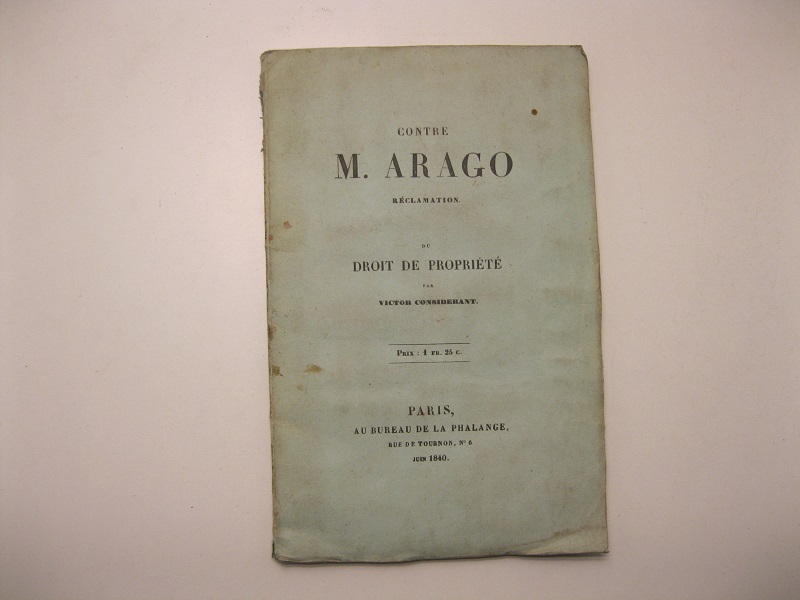 CONTRE
M. ARAGO
RÉCLAMATION.
DU
DROIT DE PROPRIÉTÉ
PAR
VICTOR CONSIDERANT.
PRIX : 1 FR. 25 C.
PARIS,
AU BUREAU DE LA PHALANGE,
RUE DE TOURNON, N° 6
JUIN 1840.